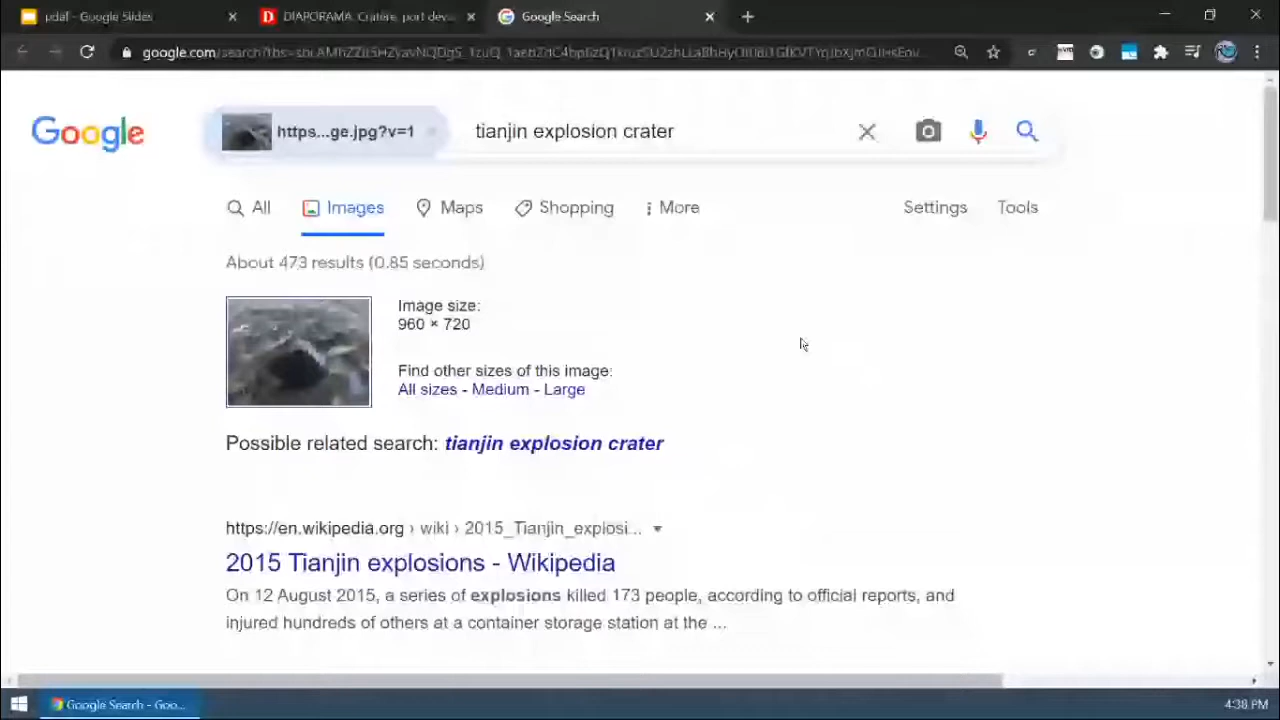 pdaf - Google Slides
DIAPORAMA. Cratère, port dev...
Google Search
google.com
Google
https...ge.jpg?v=1
tianjin explosion crater
All
Images
Maps
Shopping
More
Settings
Tools
About 473 results (0.85 seconds)
Image size:
960 × 720
Find other sizes of this image:
All sizes - Medium - Large
Possible related search: tianjin explosion crater
https://en.wikipedia.org › wiki › 2015_Tianjin_explosi...
2015 Tianjin explosions - Wikipedia
On 12 August 2015, a series of explosions killed 173 people, according to official reports, and
injured hundreds of others at a container storage station at the ...
Google Search - Goo...
4:38 PM